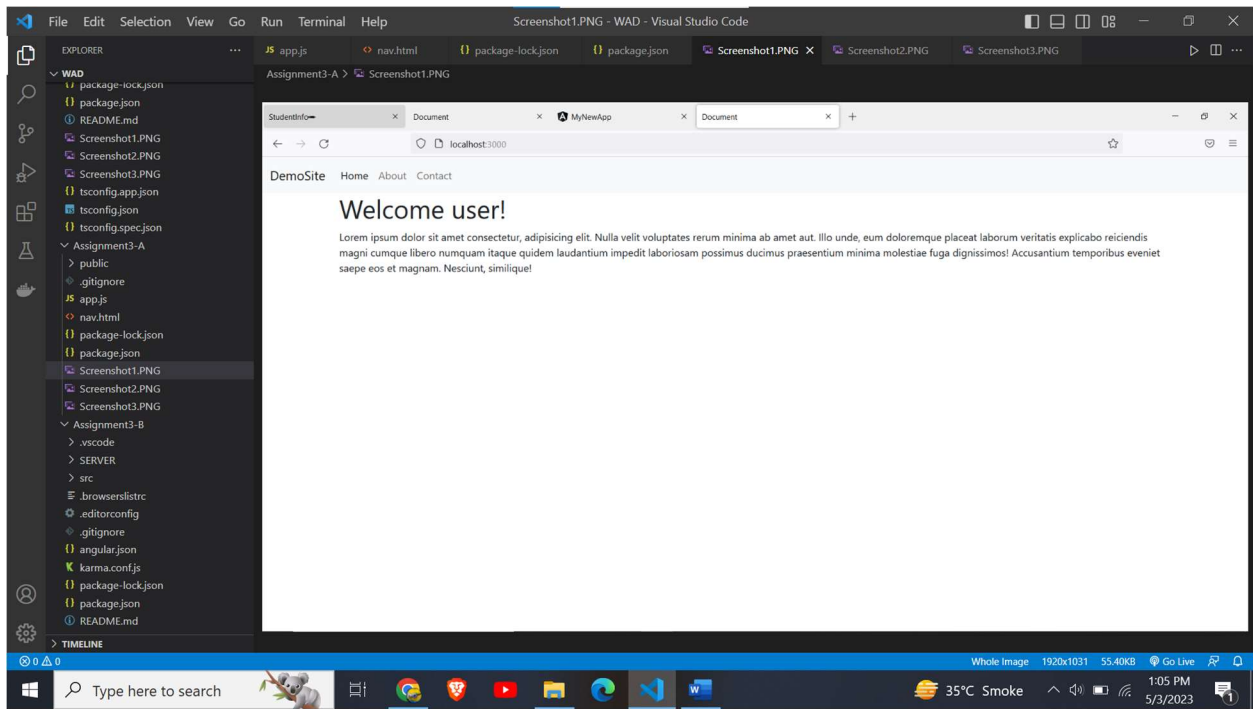 File Edit Selection View Go Run Terminal Help
Screenshot1.PNG - WAD - Visual Studio Code
EXPLORER
WAD
package-lock.json
package.json
README.md
Screenshot1.PNG
Screenshot2.PNG
Screenshot3.PNG
tsconfig.app.json
tsconfig.json
tsconfig.spec.json
Assignment3-A
public
.gitignore
app.js
nav.html
package-lock.json
package.json
Screenshot1.PNG
Screenshot2.PNG
Screenshot3.PNG
Assignment3-B
.vscode
SERVER
src
.browserslistrc
.editorconfig
.gitignore
angular.json
karma.conf.js
package-lock.json
package.json
README.md
TIMELINE
JS app.js <> nav.html {} package-lock.json {} package.json Screenshot1.PNG Screenshot2.PNG Screenshot3.PNG
Assignment3-A > Screenshot1.PNG
StudentInfo Document MyNewApp Document
localhost:3000
DemoSite Home About Contact
Welcome user!
Lorem ipsum dolor sit amet consectetur, adipisicing elit. Nulla velit voluptates rerum minima ab amet aut. Illo unde, eum doloremque placeat laborum veritatis explicabo reiciendis
magni cumque libero numquam itaque quidem laudantium impedit laboriosam possimus ducimus praesentium minima molestiae fuga dignissimos! Accusantium temporibus eveniet
saepe eos et magnam. Nesciunt, similique!
0 0
Whole Image 1920x1031 55.40KB Go Live
Type here to search
35°C Smoke
1:05 PM
5/3/2023
1